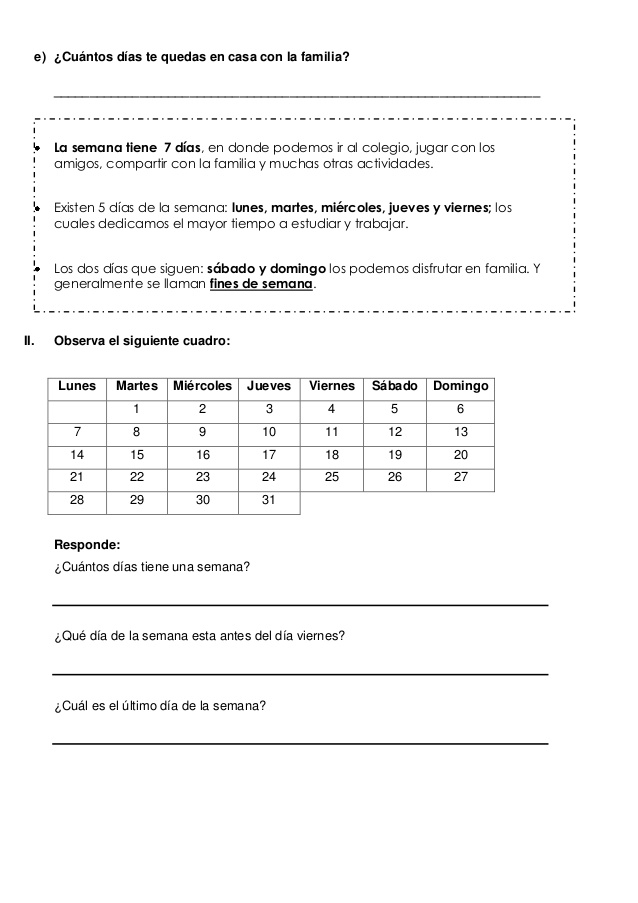 e) ¿Cuántos días te quedas en casa con la familia?
La semana tiene 7 días, en donde podemos ir al colegio, jugar con los
amigos, compartir con la familia y muchas otras actividades.
Existen 5 días de la semana: lunes, martes, miércoles, jueves y viernes; los
cuales dedicamos el mayor tiempo a estudiar y trabajar.
Los dos días que siguen: sábado y domingo los podemos disfrutar en familia. Y
generalmente se llaman fines de semana.
II. Observa el siguiente cuadro:
Lunes Martes Miércoles Jueves Viernes Sábado Domingo
1 2 3 4 5 6
7 8 9 10 11 12 13
14 15 16 17 18 19 20
21 22 23 24 25 26 27
28 29 30 31
Responde:
¿Cuántos días tiene una semana?
¿Qué día de la semana esta antes del día viernes?
¿Cuál es el último día de la semana?